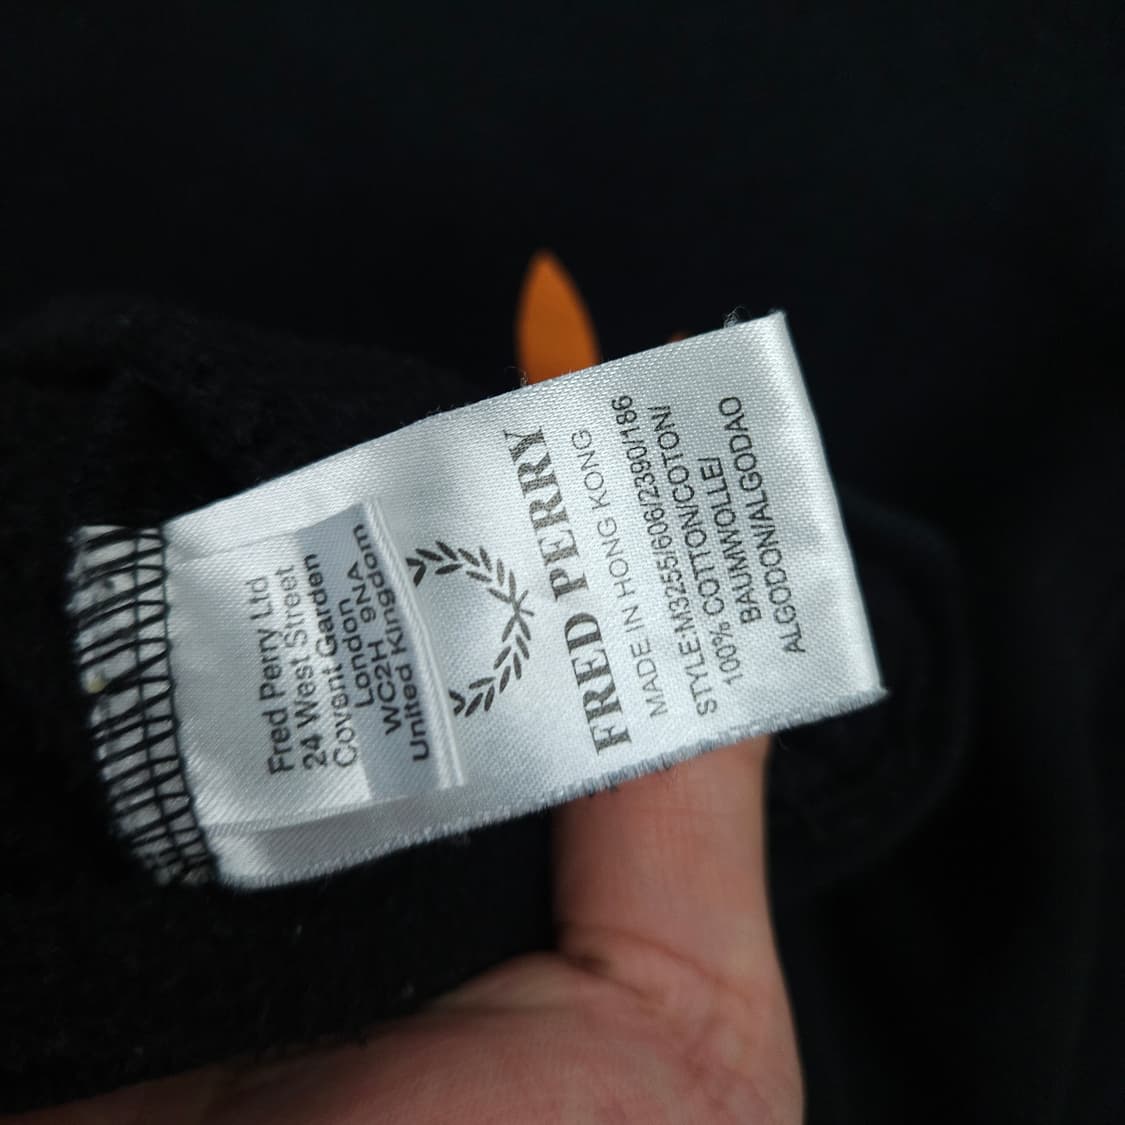 Fred Perry Ltd
24 West Street
Covent Garden
London
WC2H 9NA
United Kingdom
FRED PERRY
MADE IN HONG KONG
STYLE-M3255/606/2390/186
100% COTTON/COTON/
BAUMWOLLE/
ALGODON/ALGODAO